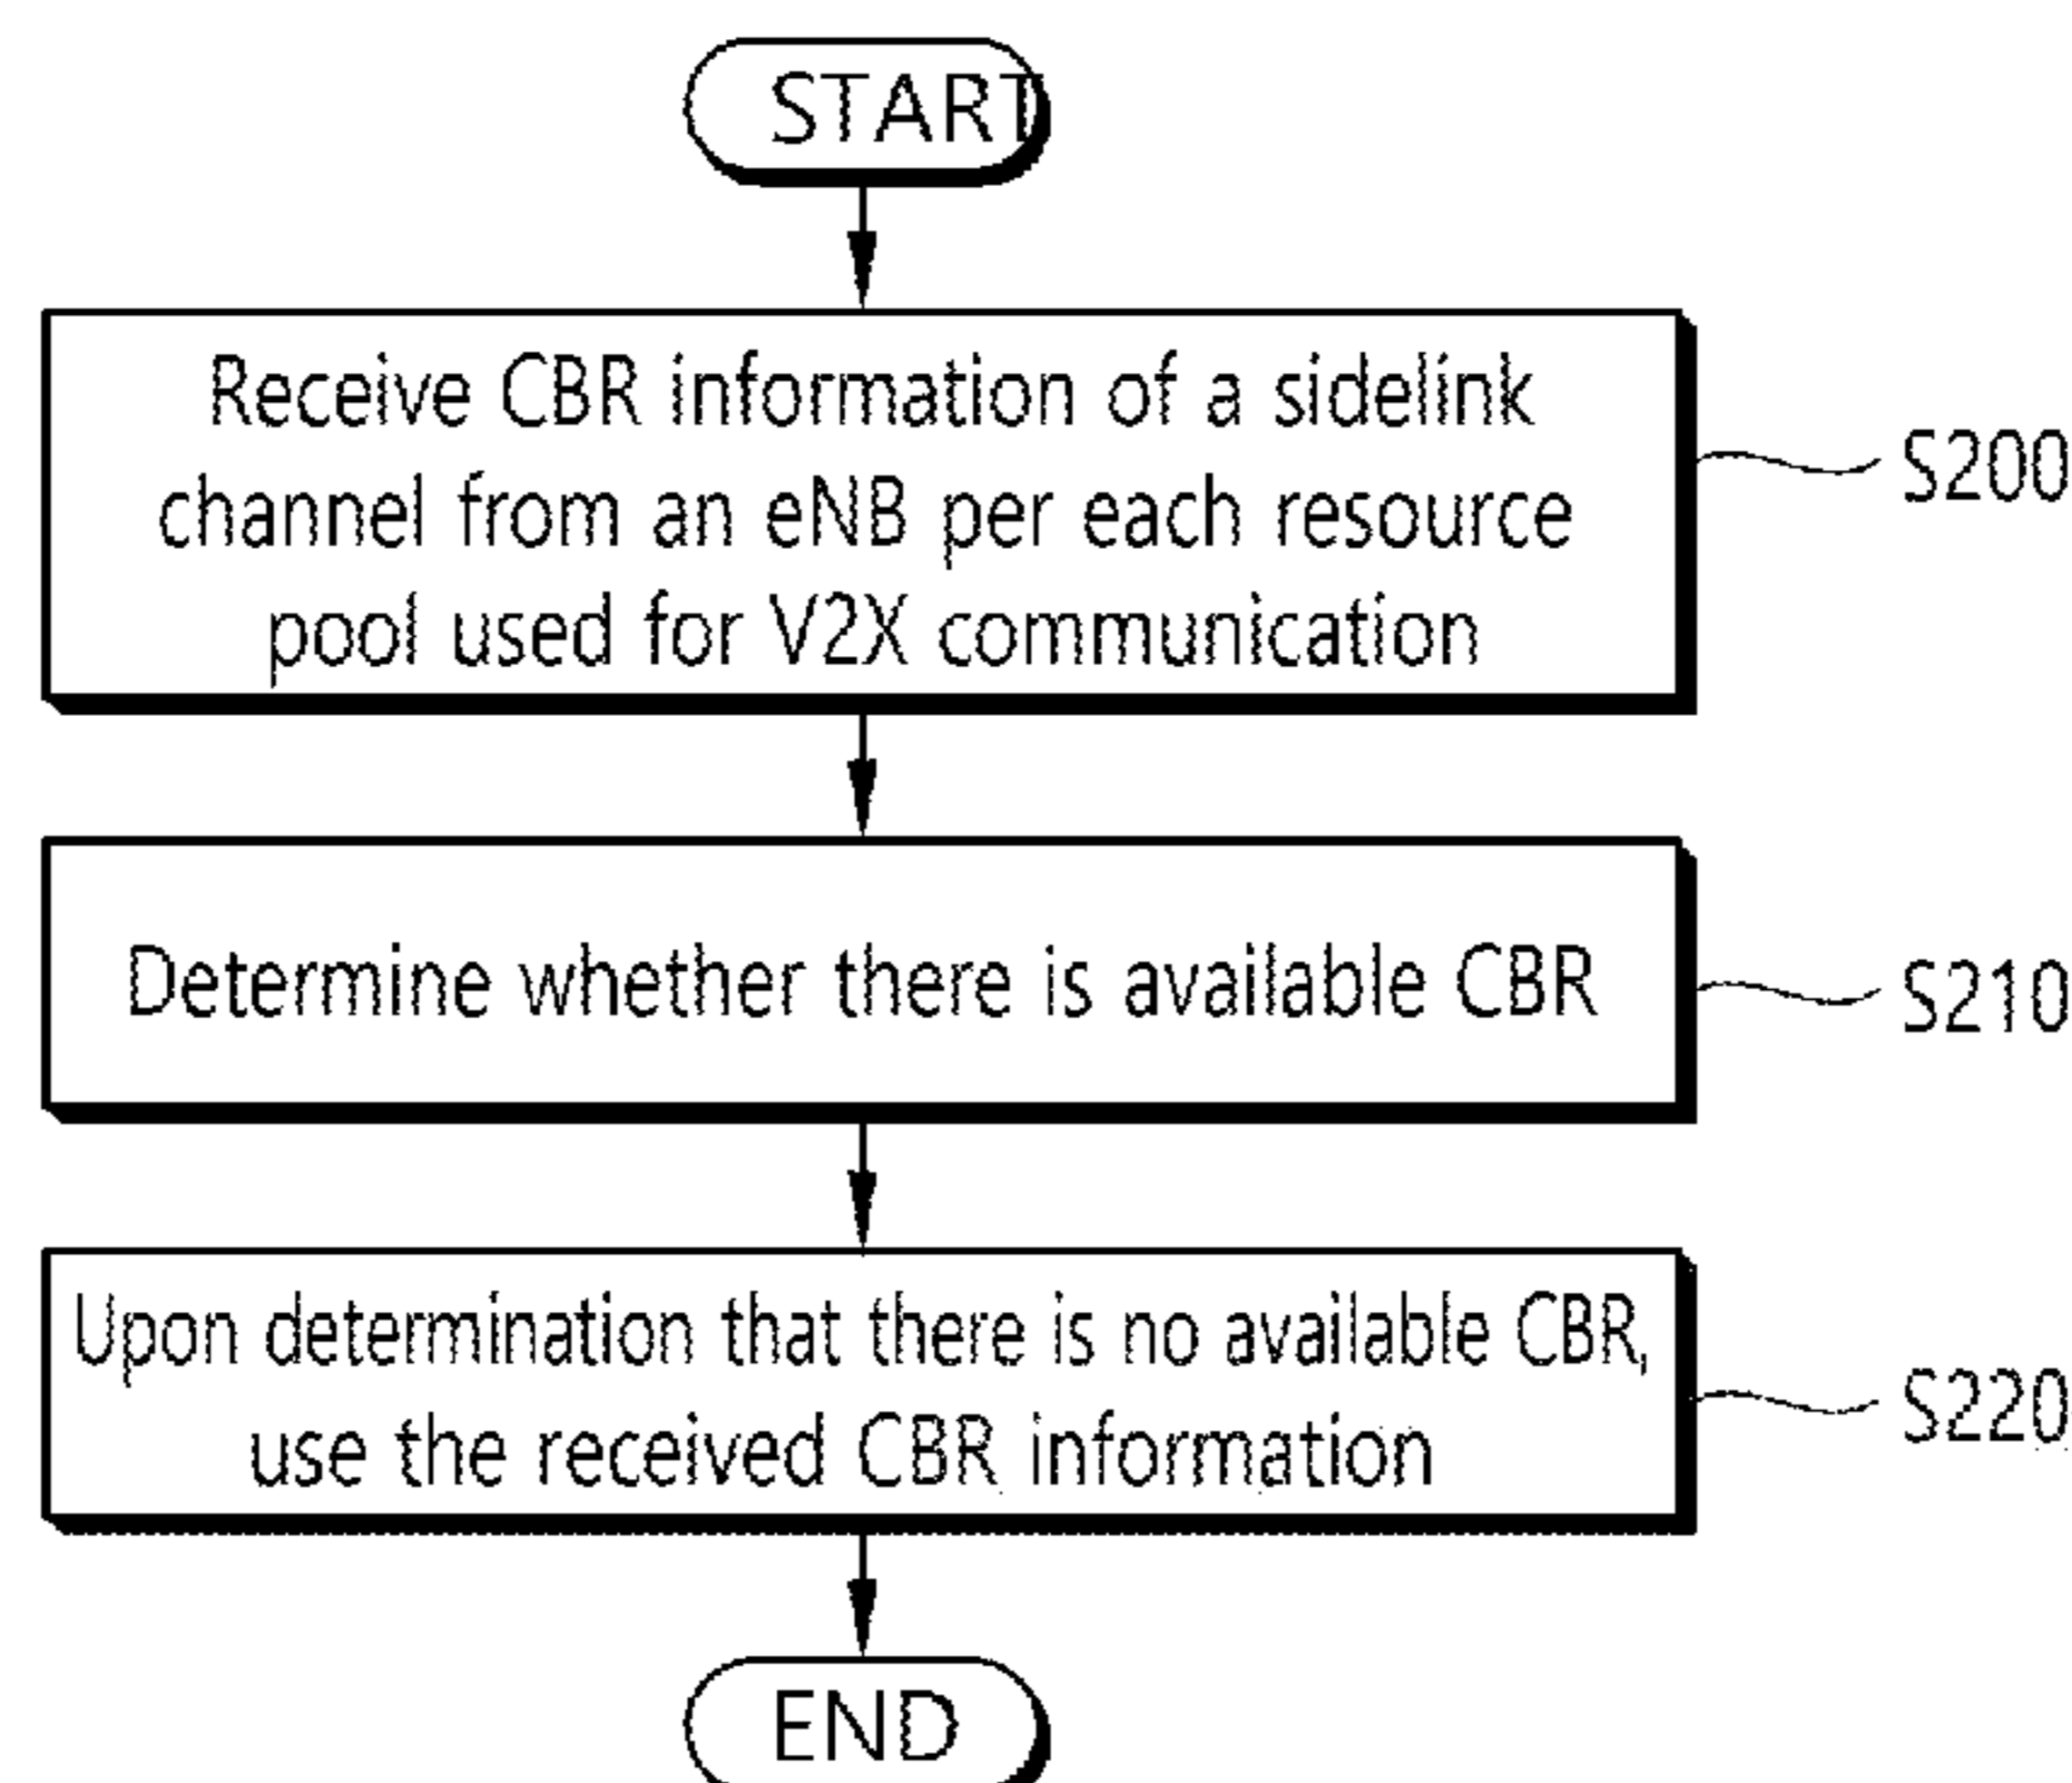 START
Receive CBR information of a sidelink
channel from an eNB per each resource
pool used for V2X communication
S200
Determine whether there is available CBR
S210
Upon determination that there is no available CBR,
use the received CBR information
S220
END